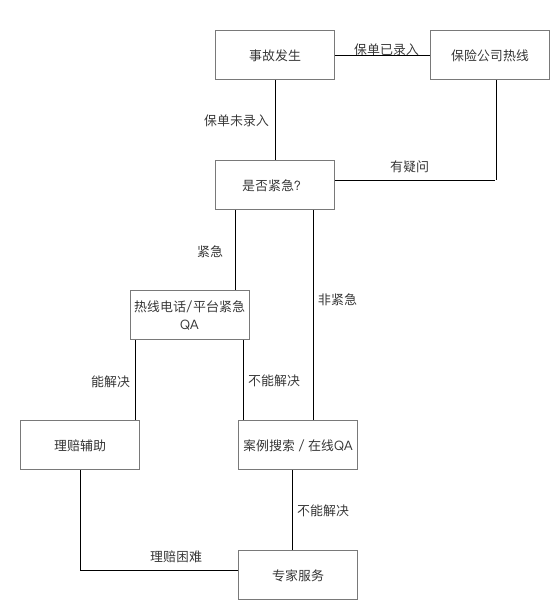 事故发生
保单已录入
保险公司热线
保单未录入
有疑问
是否紧急?
紧急
非紧急
热线电话/平台紧急
QA
能解决
不能解决
理赔辅助
案例搜索 / 在线QA
不能解决
理赔困难
专家服务